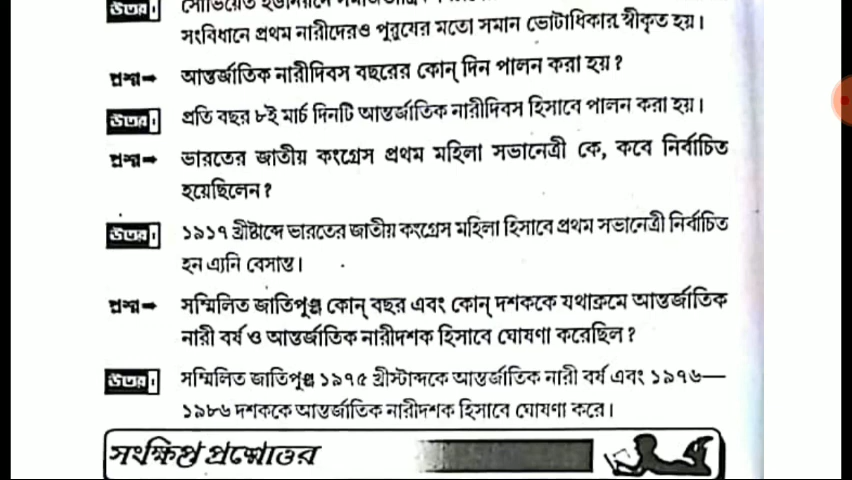 উত্তর।
সংবিধানে প্রথম নারীদেরও পুরুষের মতো সমান ভোটাধিকার স্বীকৃত হয়।
প্রশ্ন➞ আন্তর্জাতিক নারীদিবস বছরের কোন্ দিন পালন করা হয়?
উত্তর। প্রতি বছর ৮ই মার্চ দিনটি আন্তর্জাতিক নারীদিবস হিসাবে পালন করা হয়।
প্রশ্ন➞ ভারতের জাতীয় কংগ্রেস প্রথম মহিলা সভানেত্রী কে, কবে নির্বাচিত
হয়েছিলেন?
উত্তর। ১৯১৭ খ্রীষ্টাব্দে ভারতের জাতীয় কংগ্রেস মহিলা হিসাবে প্রথম সভানেত্রী নির্বাচিত
হন এ্যনি বেসান্ত।
প্রশ্ন➞ সম্মিলিত জাতিপুঞ্জ কোন্ বছর এবং কোন্ দশককে যথাক্রমে আন্তর্জাতিক
নারী বর্ষ ও আন্তর্জাতিক নারীদশক হিসাবে ঘোষণা করেছিল?
উত্তর। সম্মিলিত জাতিপুঞ্জ ১৯৭৫ খ্রীস্টাব্দকে আন্তর্জাতিক নারী বর্ষ এবং ১৯৭৬—
১৯৮৬ দশককে আন্তর্জাতিক নারীদশক হিসাবে ঘোষণা করে।
সংক্ষিপ্ত প্রশ্নোত্তর